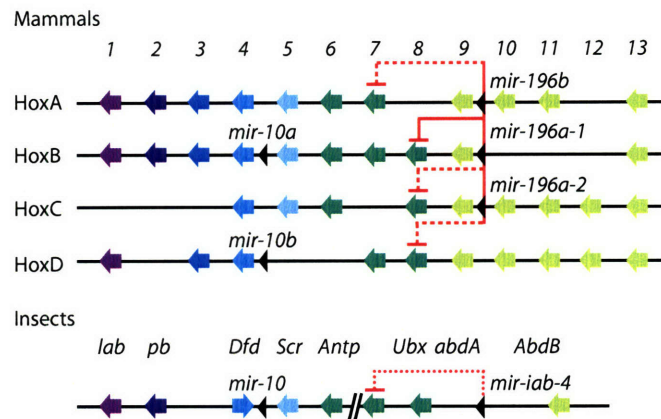 Mammals
1 2 3 4 5 6 7 8 9 10 11 12 13
mir-196b
HoxA
mir-10a mir-196a-1
HoxB
mir-196a-2
HoxC
mir-10b
HoxD
Insects
lab pb Dfd Scr Antp Ubx abdA AbdB
mir-10 mir-iab-4